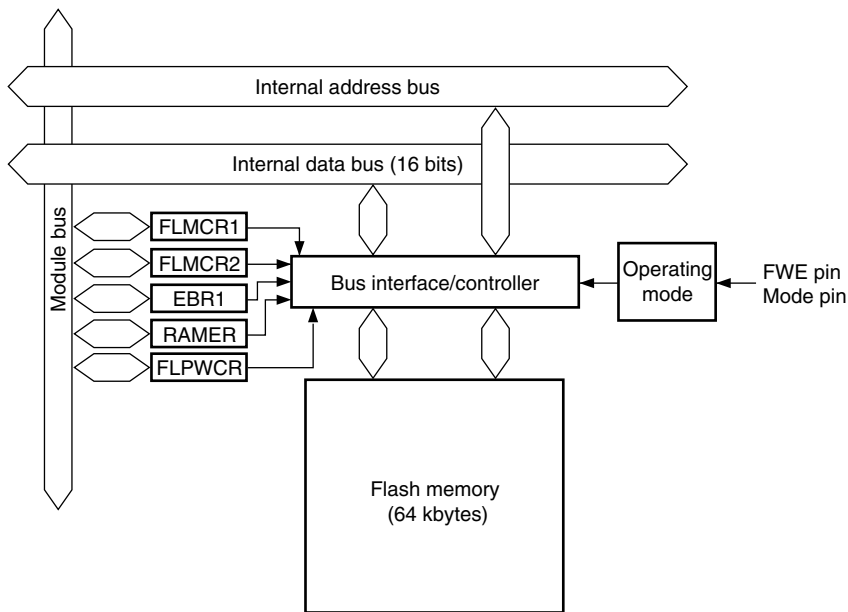 Internal address bus
Internal data bus (16 bits)
Module bus
FLMCR1
FLMCR2
EBR1
RAMER
FLPWCR
Bus interface/controller
Operating
mode
FWE pin
Mode pin
Flash memory
(64 kbytes)